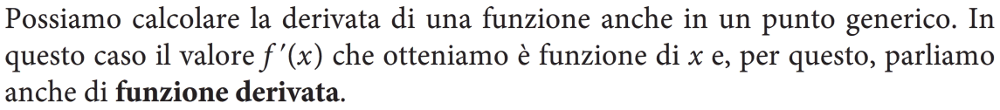 Possiamo calcolare la derivata di una funzione anche in un punto generico. In
questo caso il valore f ′(x) che otteniamo è funzione di x e, per questo, parliamo
anche di funzione derivata.